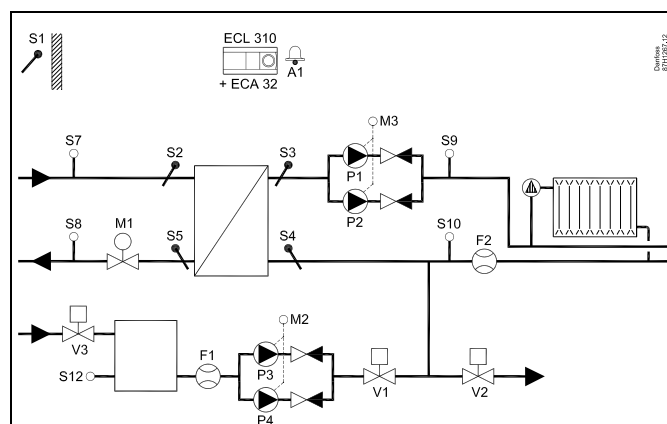 S1
ECL 310
A1
+ ECA 32
Danfoss
87H1267.12
S7
S2
S3
M3
P1
S9
P2
S8
M1
S5
S4
S10
F2
V3
S12
F1
M2
P3
P4
V1
V2